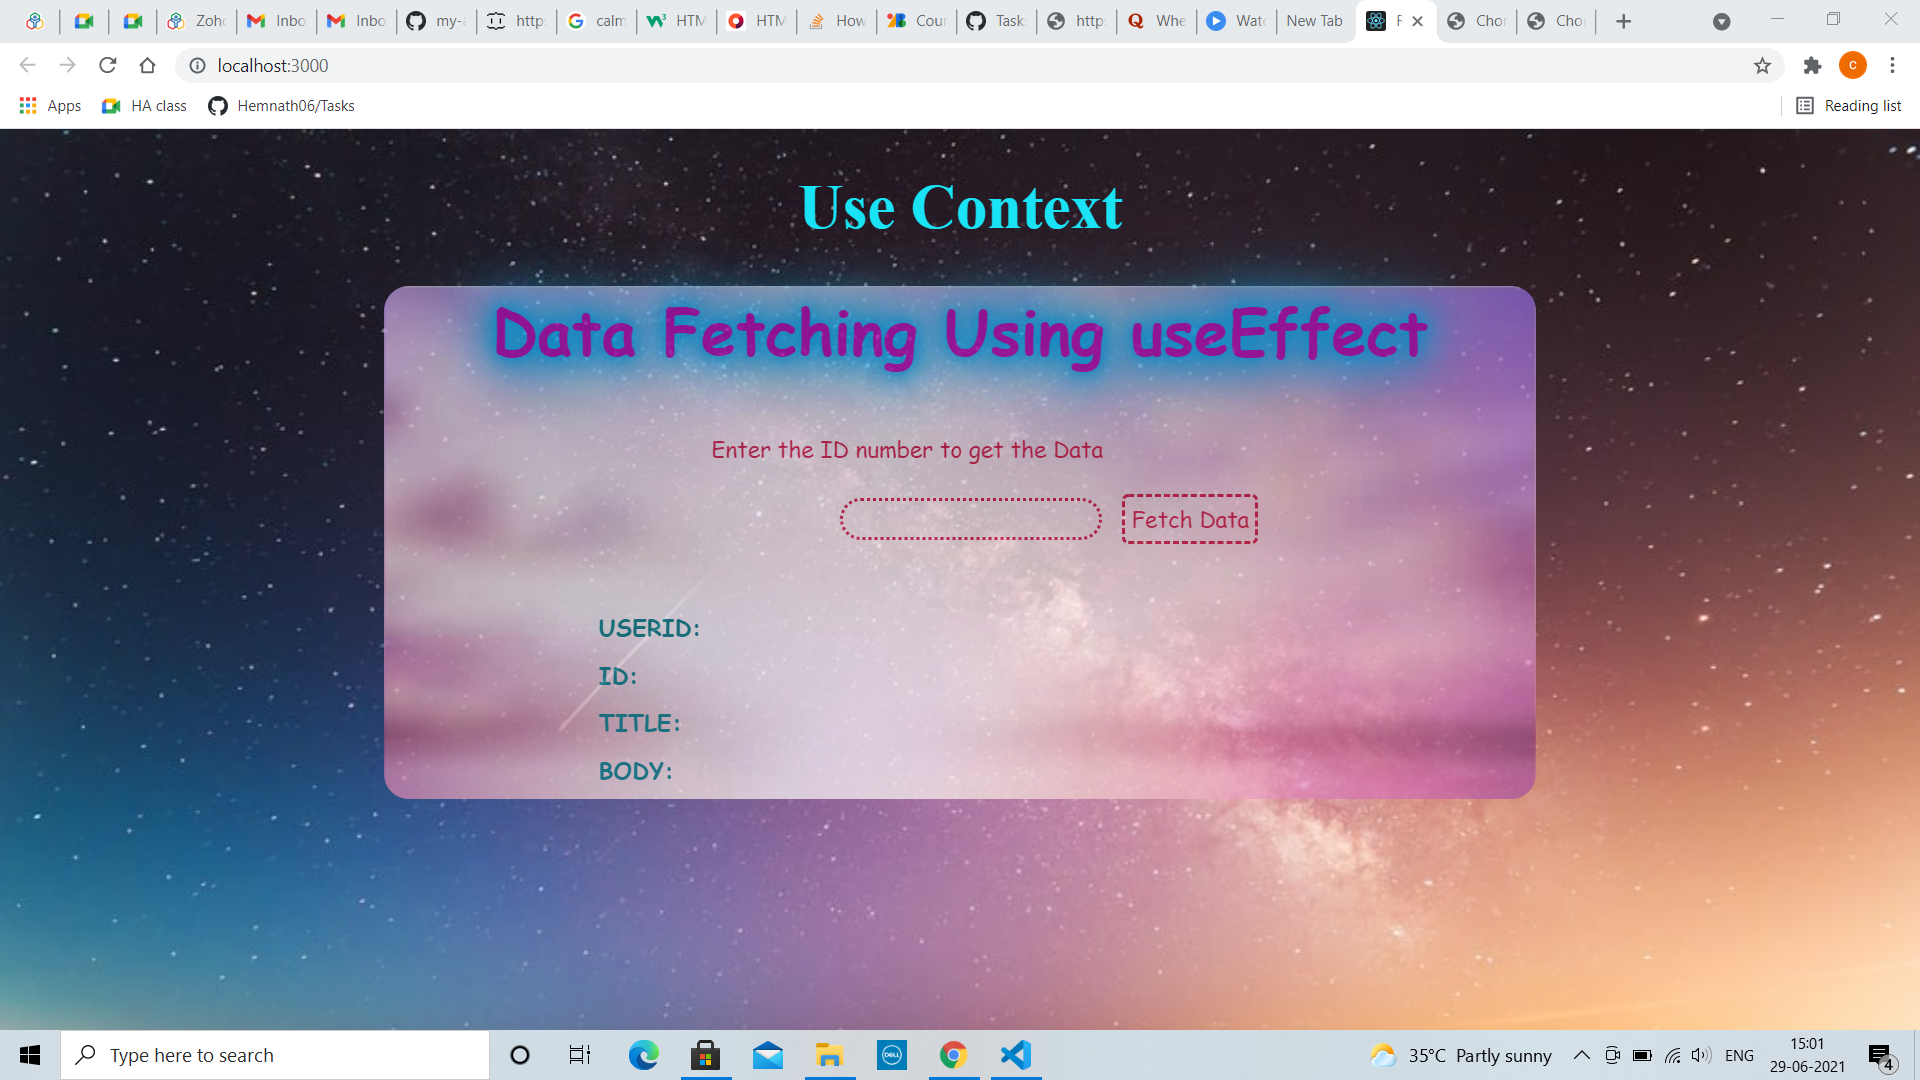 Zoho
Inbo
Inbo
my-a
http
calm
HTM
HTM
How
Cour
Task
http
Whe
Wat
New Tab
Chor
Cho
localhost:3000
C
Apps
HA class
Hemnath06/Tasks
Reading list
Use Context
Data Fetching Using useEffect
Enter the ID number to get the Data
Fetch Data
USERID:
ID:
TITLE:
BODY:
Type here to search
DELL
35°C Partly sunny
ENG
15:01
29-06-2021
4